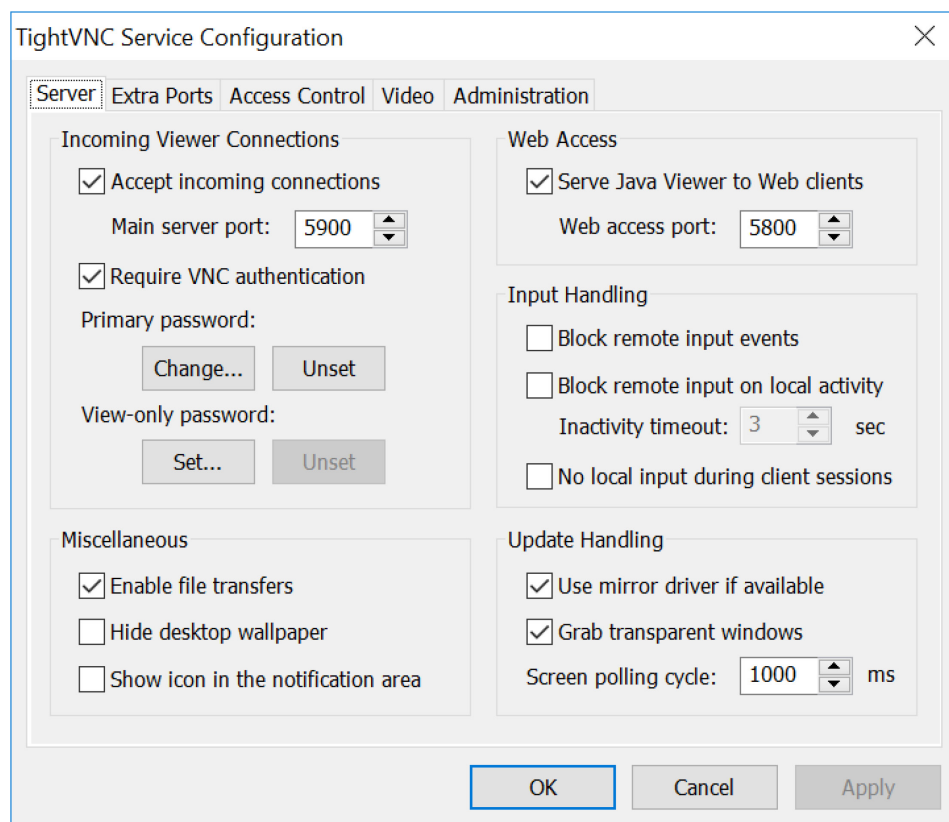 TightVNC Service Configuration
Server Extra Ports Access Control Video Administration
Incoming Viewer Connections
Accept incoming connections
Main server port: 5900
Require VNC authentication
Primary password:
Change... Unset
View-only password:
Set... Unset
Web Access
Serve Java Viewer to Web clients
Web access port: 5800
Input Handling
Block remote input events
Block remote input on local activity
Inactivity timeout: 3 sec
No local input during client sessions
Miscellaneous
Enable file transfers
Hide desktop wallpaper
Show icon in the notification area
Update Handling
Use mirror driver if available
Grab transparent windows
Screen polling cycle: 1000 ms
OK Cancel Apply